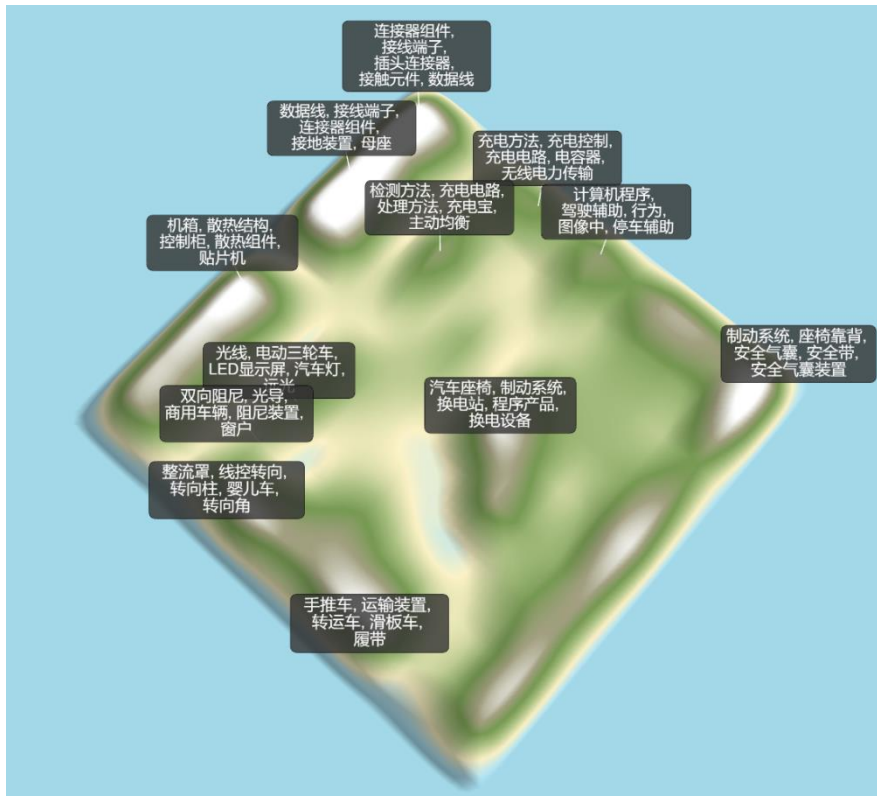 连接器组件,
接线端子,
插头连接器,
接触元件, 数据线
数据线, 接线端子,
连接器组件,
接地装置, 母座
充电方法, 充电控制,
充电电路, 电容器,
无线电力传输
检测方法, 充电电路,
处理方法, 充电宝,
主动均衡
计算机程序,
驾驶辅助, 行为,
图像中, 停车辅助
机箱, 散热结构,
控制柜, 散热组件,
贴片机
制动系统, 座椅靠背,
安全气囊, 安全带,
安全气囊装置
光线, 电动三轮车,
LED显示屏, 汽车灯,
远光
双向阻尼, 光导,
商用车辆, 阻尼装置,
窗户
汽车座椅, 制动系统,
换电站, 程序产品,
换电设备
整流罩, 线控转向,
转向柱, 婴儿车,
转向角
手推车, 运输装置,
转运车, 滑板车,
履带